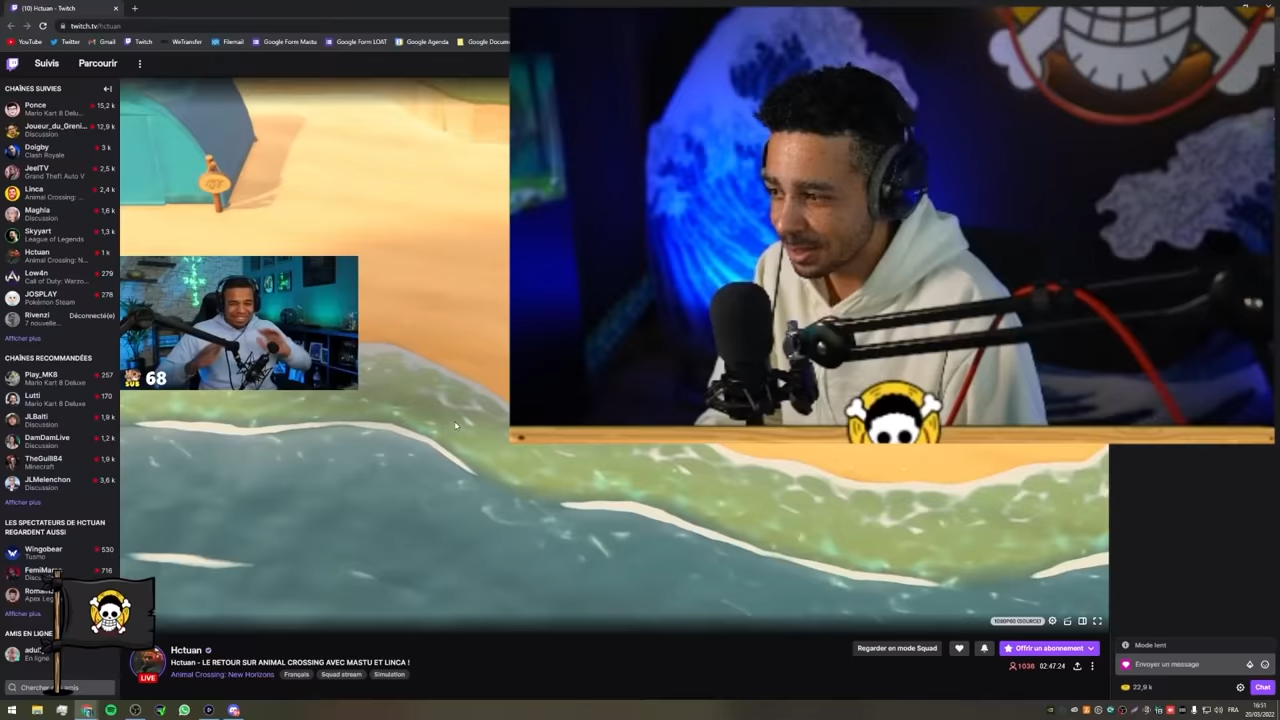 (10) Hctuan - Twitch
twitch.tv/hctuan
YouTube
Twitter
Gmail
Twitch
WeTransfer
Filemail
Google Form Mastu
Google Form LOAT
Google Agenda
Google Docum
Suivis
Parcourir
CHAÎNES SUIVIES
Ponce
15,2 k
Mario Kart 8 Delu...
Joueur_du_Greni...
12,9 k
Discussion
Doigby
3 k
Clash Royale
JeelTV
2,5 k
Grand Theft Auto V
Linca
2,4 k
Animal Crossing: ...
Maghla
1,6 k
Discussion
Skyyart
1,3 k
League of Legends
Hctuan
1 k
Animal Crossing: N...
Low4n
279
Call of Duty: Warzo...
JOSPLAY
278
Pokémon Steam
Rivenzi
Déconnecté(e)
7 nouvelle...
Afficher plus
CHAÎNES RECOMMANDÉES
Play_MK8
257
Mario Kart 8 Deluxe
Lutti
170
Mario Kart 8 Deluxe
JLBalti
1,9 k
Discussion
DamDamLive
1,2 k
Discussion
TheGuill84
1,9 k
Minecraft
JLMelenchon
3,6 k
Discussion
Afficher plus
LES SPECTATEURS DE HCTUAN
REGARDENT AUSSI
Wingobear
530
Tusmo
716
Apex Leg
Afficher plus
AMIS EN LIGNE
En ligne
SUB
68
1080P60 (SOURCE)
Hctuan
Hctuan - LE RETOUR SUR ANIMAL CROSSING AVEC MASTU ET LINCA !
Animal Crossing: New Horizons
Français
Squad stream
Simulation
LIVE
Regarder en mode Squad
Offrir un abonnement
1036
02:47:24
Mode lent
Envoyer un message
22,9 k
Chat
FRA
16:51
20/03/2022